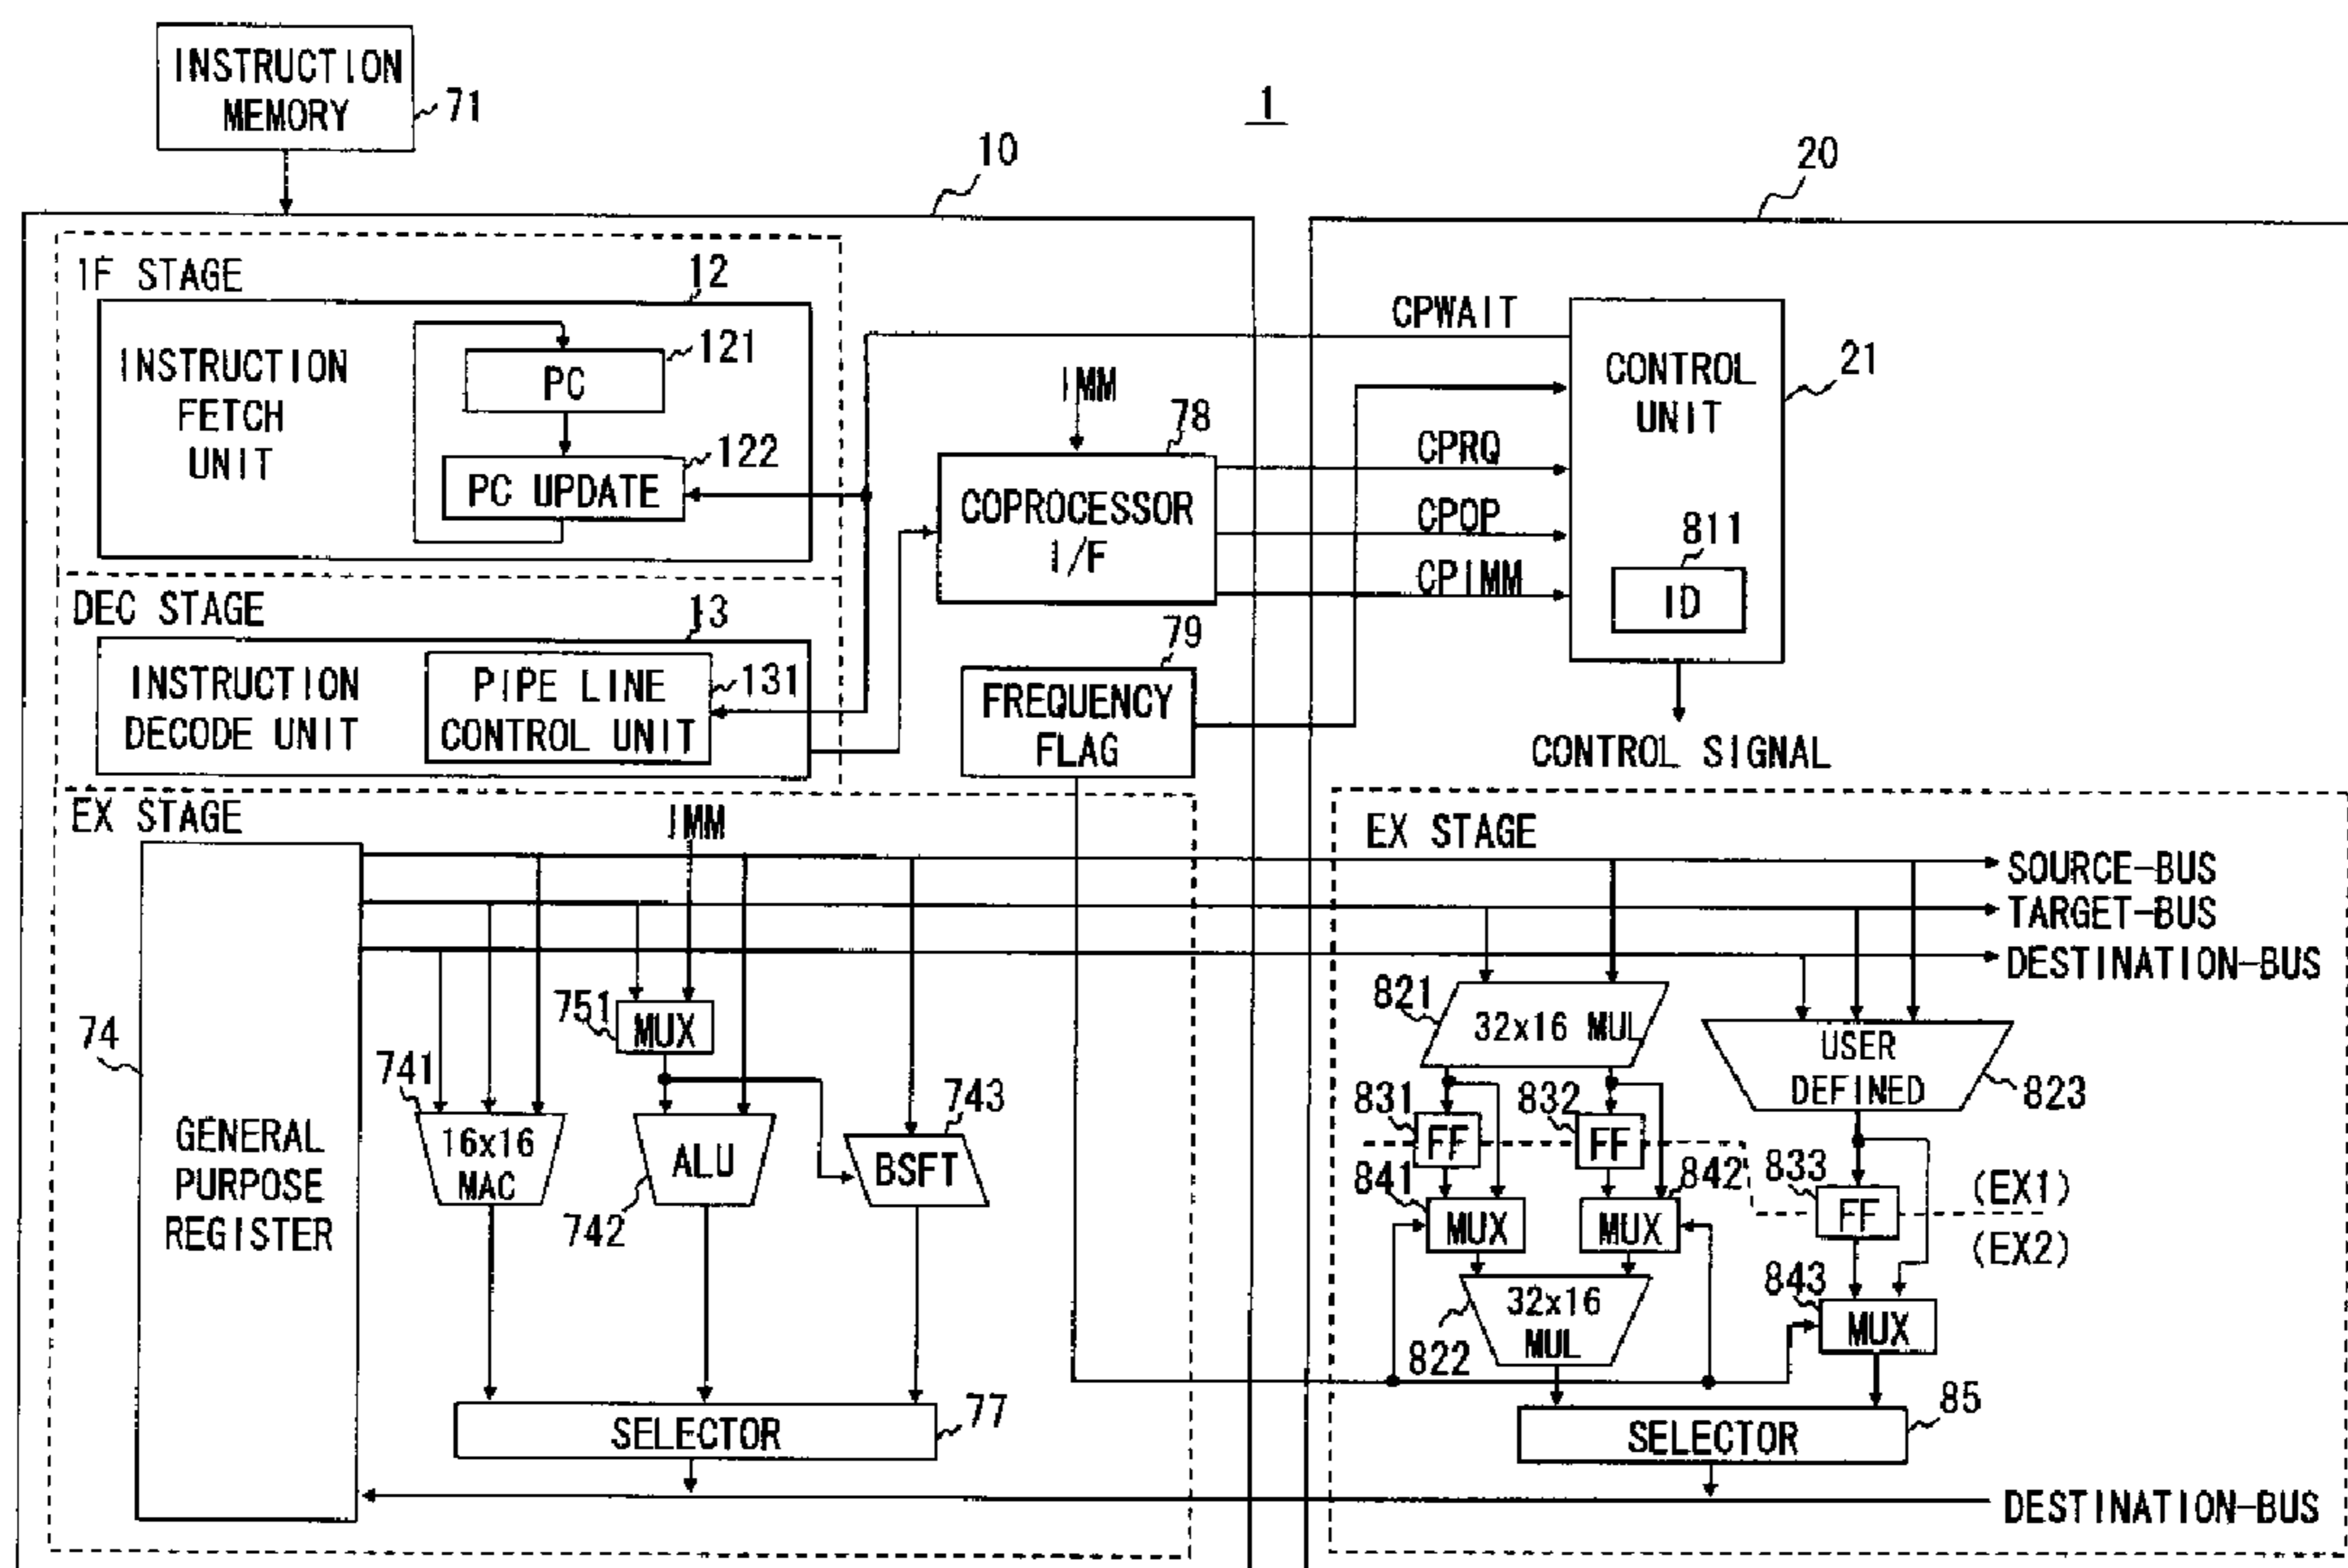 INSTRUCTION
MEMORY
71
1
10
20
IF STAGE
12
INSTRUCTION
FETCH
UNIT
PC
121
PC UPDATE
122
DEC STAGE
13
INSTRUCTION
DECODE UNIT
PIPE LINE
CONTROL UNIT
131
IMM
78
COPROCESSOR
I/F
79
FREQUENCY
FLAG
CPWAIT
CPRQ
CPOP
CPIMM
CONTROL
UNIT
21
811
ID
CONTROL SIGNAL
EX STAGE
IMM
74
GENERAL
PURPOSE
REGISTER
751
MUX
741
16x16
MAC
ALU
742
743
BSFT
SELECTOR
77
EX STAGE
SOURCE-BUS
TARGET-BUS
DESTINATION-BUS
821
32x16 MUL
USER
DEFINED
823
831
FF
832
FF
833
FF
(EX1)
(EX2)
841
MUX
MUX
842
843
MUX
32x16
MUL
822
85
SELECTOR
DESTINATION-BUS